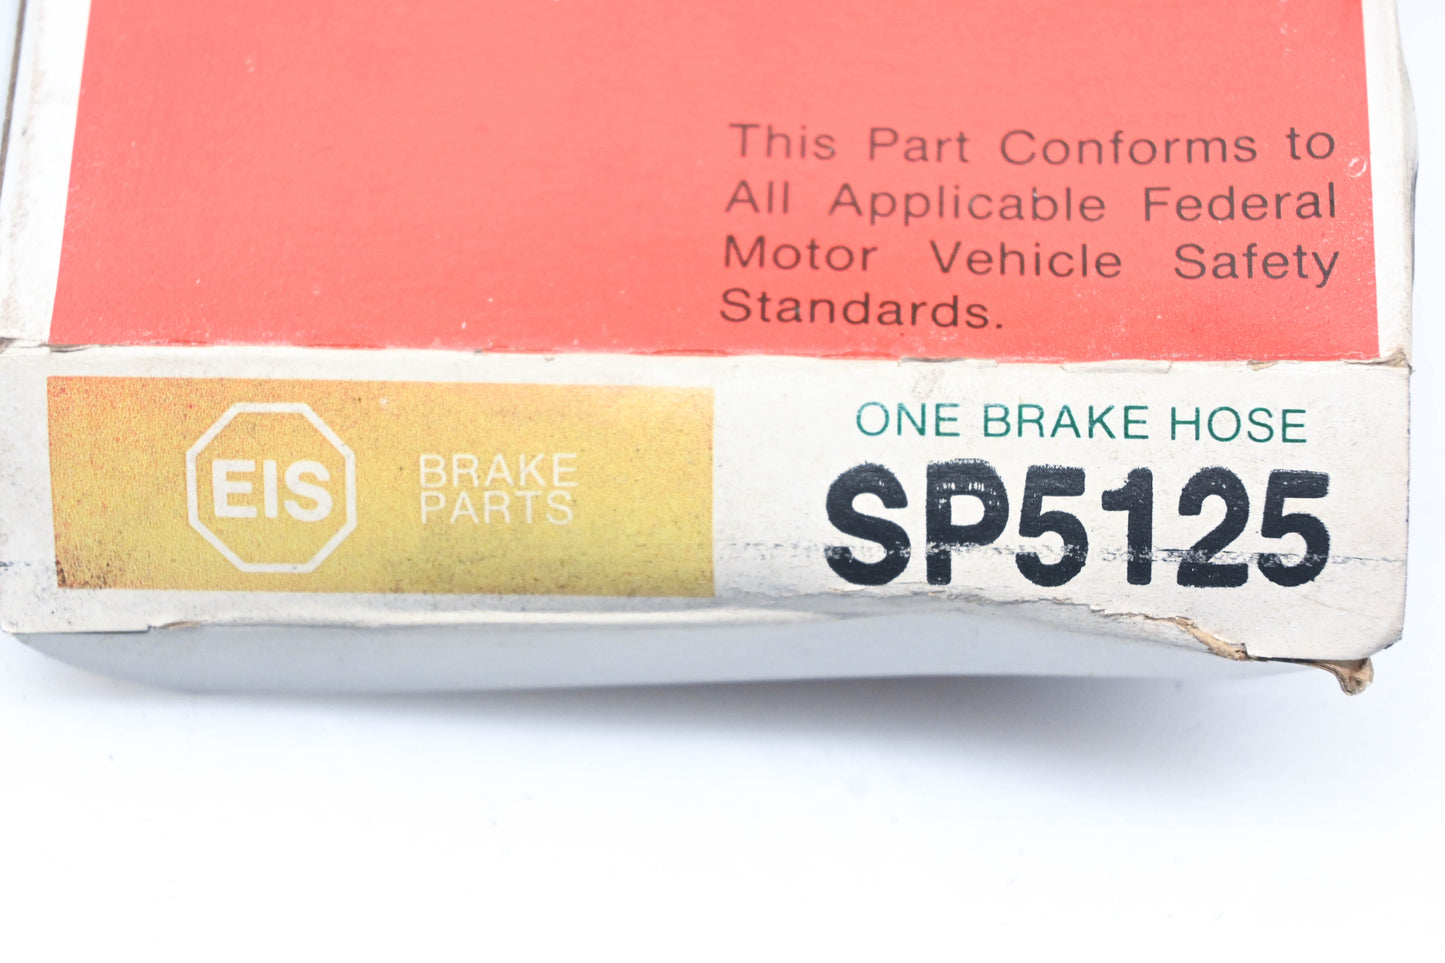 This Part Conforms to
All Applicable Federal
Motor Vehicle Safety
Standards.
EIS
BRAKE
PARTS
ONE BRAKE HOSE
SP5125